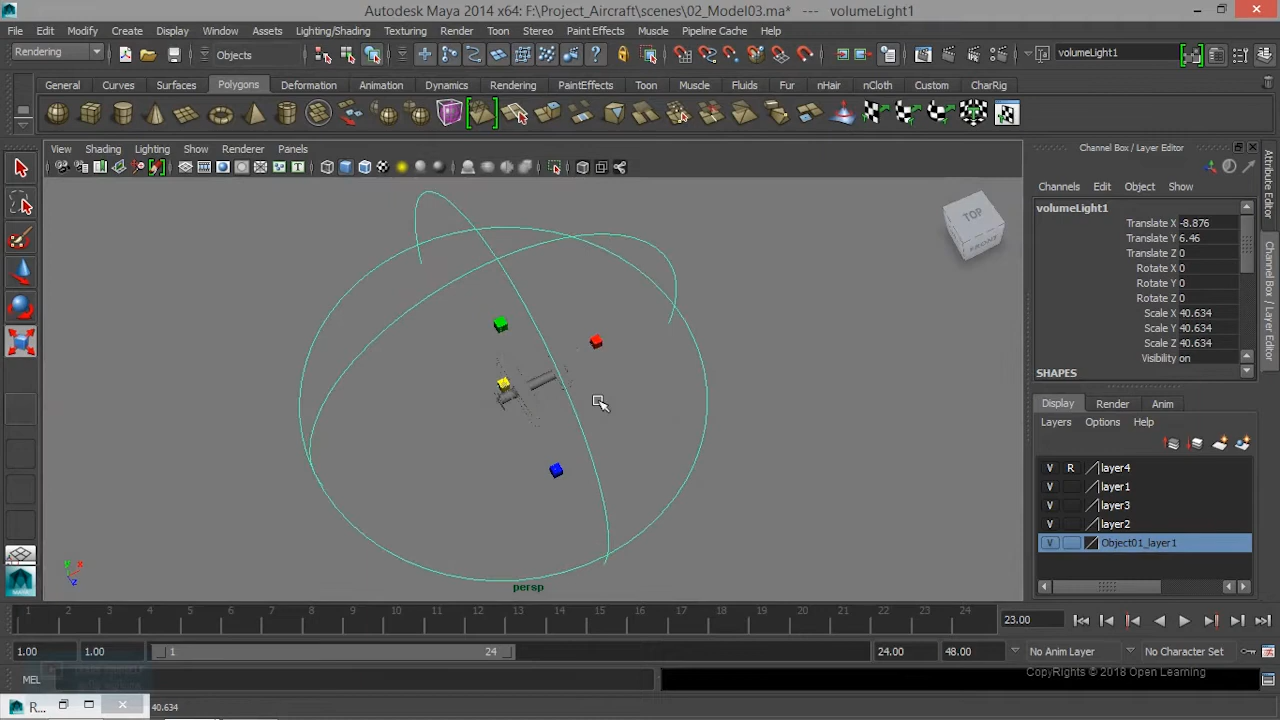 Autodesk Maya 2014 x64: F:\Project_Aircraft\scenes\02_Model03.ma* --- volumeLight1
File Edit Modify Create Display Window Assets Lighting/Shading Texturing Render Toon Stereo Paint Effects Muscle Pipeline Cache Help
Rendering Objects volumeLight1
General Curves Surfaces Polygons Deformation Animation Dynamics Rendering PaintEffects Toon Muscle Fluids Fur nHair nCloth Custom CharRig
View Shading Lighting Show Renderer Panels
Channel Box / Layer Editor
Channels Edit Object Show
volumeLight1
Translate X -8.876
Translate Y 6.46
Translate Z 0
Rotate X 0
Rotate Y 0
Rotate Z 0
Scale X 40.634
Scale Y 40.634
Scale Z 40.634
Visibility on
SHAPES
Attribute Editor
Channel Box / Layer Editor
TOP
FRONT
Display Render Anim
Layers Options Help
V R layer4
V layer1
V layer3
V layer2
V Object01_layer1
y x
z
persp
1 2 3 4 5 6 7 8 9 10 11 12 13 14 15 16 17 18 19 20 21 22 23 24 23.00
1.00 1.00 1 24 24.00 48.00 No Anim Layer No Character Set
MEL
CopyRights © 2018 Open Learning
R... 40.634